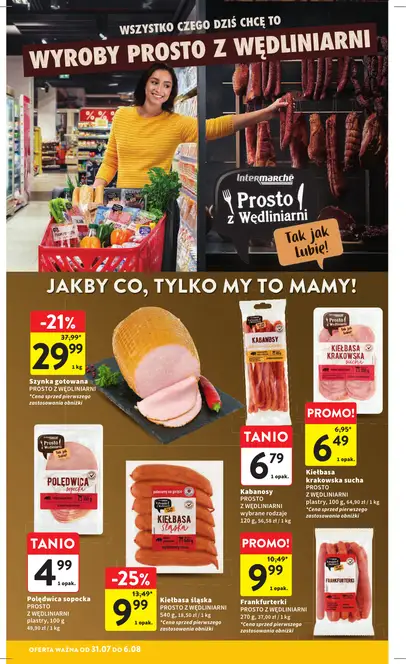 WSZYSTKO CZEGO DZIŚ CHCĘ TO
WYROBY PROSTO Z WĘDLINIARNI
%
Intermarché
Prosto
z Wędliniarni
Tak jak
lubię!
JAKBY CO, TYLKO MY TO MAMY!
-21%
37,99*
29 99
1 kg
Szynka gotowana
PROSTO Z WĘDLINIARNI
*Cena sprzed pierwszego
zastosowania obniżki
KABANOSY
TANIO
6 79
1 opak.
Kabanosy
PROSTO
Z WĘDLINIARNI
wybrane rodzaje
120 g, 56,58 zł / 1 kg
KIEŁBASA
KRAKOWSKA
sucha
PROMO!
6,95*
6 49
1 opak.
Kiełbasa
krakowska sucha
PROSTO
Z WĘDLINIARNI
plastry, 100 g, 64,90 zł / 1 kg
*Cena sprzed pierwszego
zastosowania obniżki
POLĘDWICA
sopocka
TANIO
4 99
1 opak.
Polędwica sopocka
PROSTO
Z WĘDLINIARNI
plastry, 100 g
49,90 zł / 1 kg
KIEŁBASA
śląska
-25%
13,49*
9 99
1 opak.
Kiełbasa śląska
PROSTO Z WĘDLINIARNI
540 g, 18,50 zł / 1 kg
*Cena sprzed pierwszego
zastosowania obniżki
FRANKFURTERKI
PROMO!
10,49*
9 99
1 opak.
Frankfurterki
PROSTO Z WĘDLINIARNI
270 g, 37,00 zł / 1 kg
*Cena sprzed pierwszego
zastosowania obniżki
OFERTA WAŻNA OD 31.07 DO 6.08